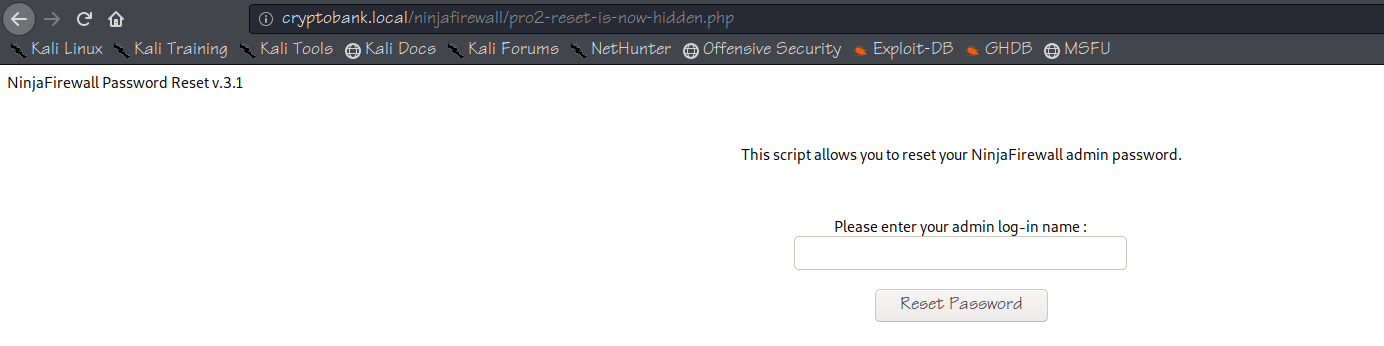 cryptobank.local/ninjafirewall/pro2-reset-is-now-hidden.php
Kali Linux Kali Training Kali Tools Kali Docs Kali Forums NetHunter Offensive Security Exploit-DB GHDB MSFU
NinjaFirewall Password Reset v.3.1
This script allows you to reset your NinjaFirewall admin password.
Please enter your admin log-in name :
Reset Password